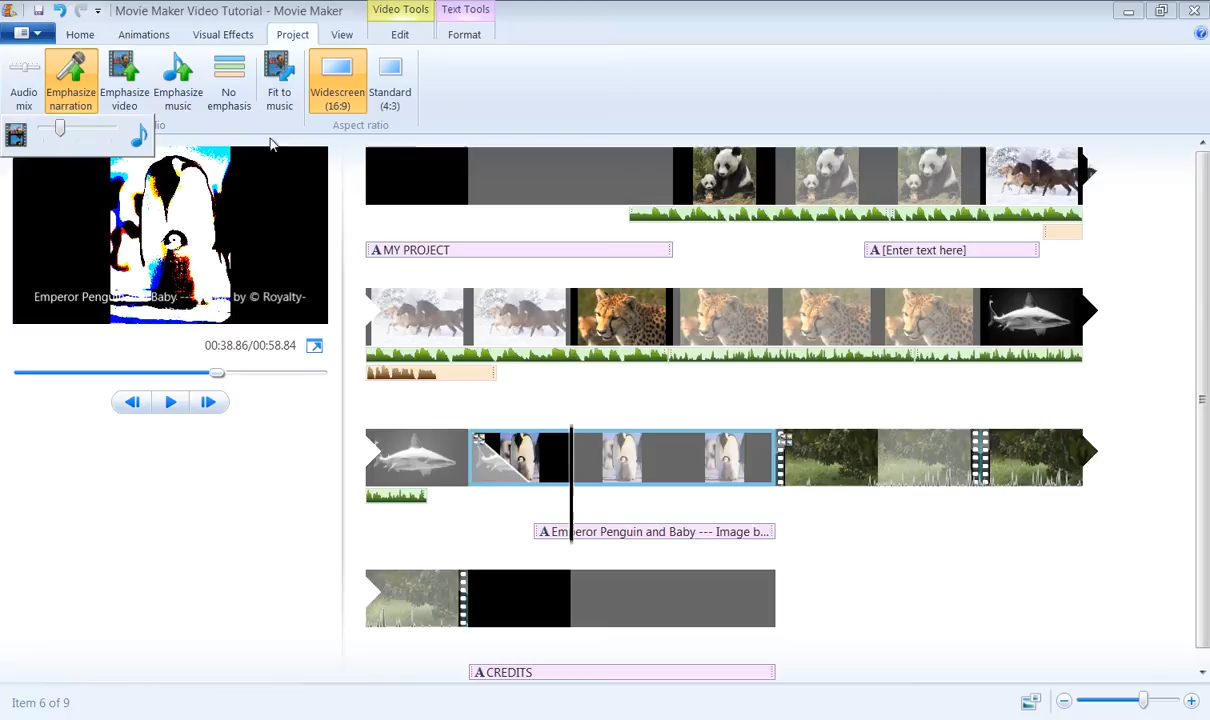 Movie Maker Video Tutorial - Movie Maker
Video Tools
Text Tools
Home
Animations
Visual Effects
Project
View
Edit
Format
Audio mix
Emphasize narration
Emphasize video
Emphasize music
No emphasis
Fit to music
Widescreen (16:9)
Standard (4:3)
Aspect ratio
Emperor Penguin and Baby --- by © Royalty-
00:38.86/00:58.84
A MY PROJECT
A [Enter text here]
A Emperor Penguin and Baby --- Image b...
A CREDITS
Item 6 of 9